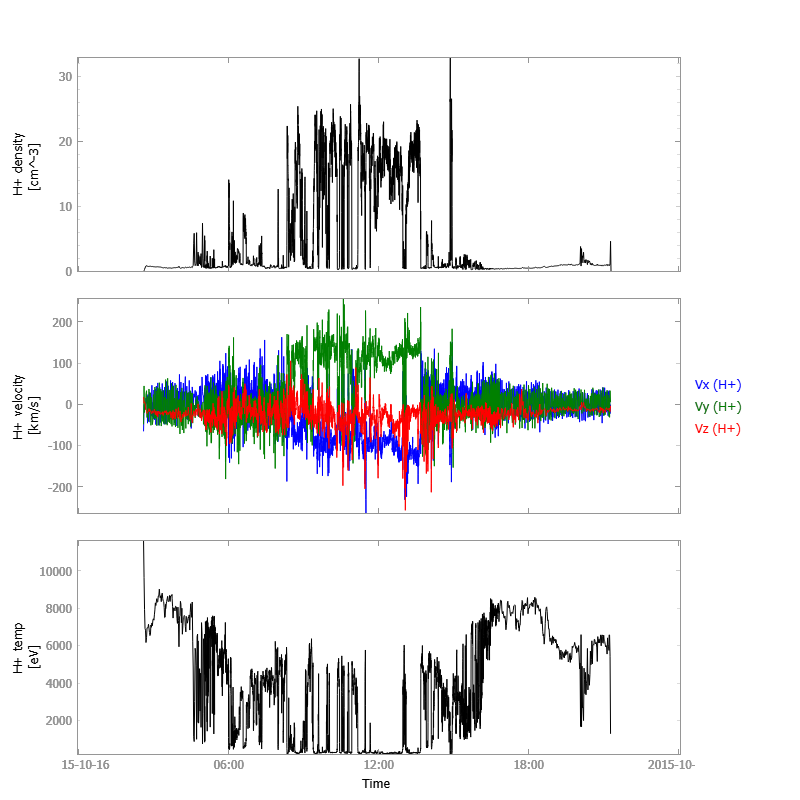 30
20
10
0
H+ density
[cm^-3]
200
100
0
-100
-200
H+ velocity
[km/s]
Vx (H+)
Vy (H+)
Vz (H+)
10000
8000
6000
4000
2000
H+ temp
[eV]
15-10-16 06:00 12:00 18:00 2015-10-
Time